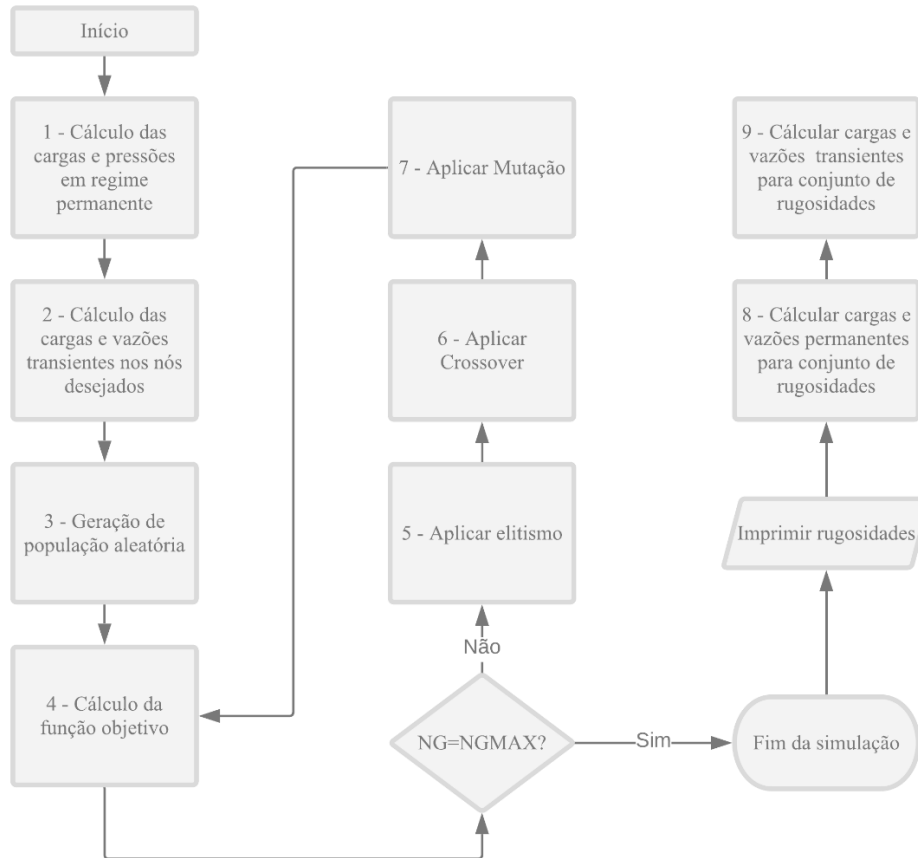 Início
1 - Cálculo das
cargas e pressões
em regime
permanente
2 - Cálculo das
cargas e vazões
transientes nos nós
desejados
3 - Geração de
população aleatória
4 - Cálculo da
função objetivo
7 - Aplicar Mutação
6 - Aplicar
Crossover
5 - Aplicar elitismo
Não
NG=NGMAX?
Sim
9 - Cálcular cargas e
vazões transientes
para conjunto de
rugosidades
8 - Cálcular cargas e
vazões permanentes
para conjunto de
rugosidades
Imprimir rugosidades
Fim da simulação